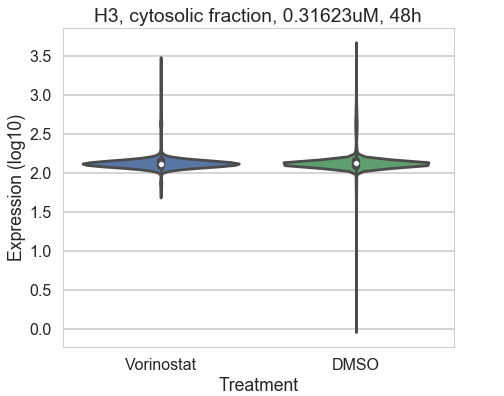 H3, cytosolic fraction, 0.31623uM, 48h
Expression (log10)
3.5
3.0
2.5
2.0
1.5
1.0
0.5
0.0
Vorinostat DMSO
Treatment